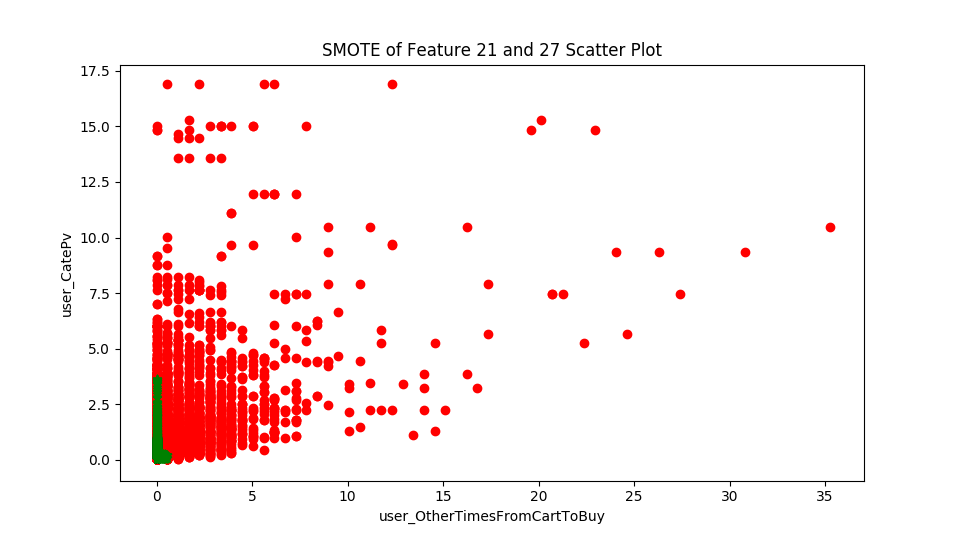 SMOTE of Feature 21 and 27 Scatter Plot
17.5
15.0
12.5
10.0
7.5
5.0
2.5
0.0
user_CatePv
0 5 10 15 20 25 30 35
user_OtherTimesFromCartToBuy